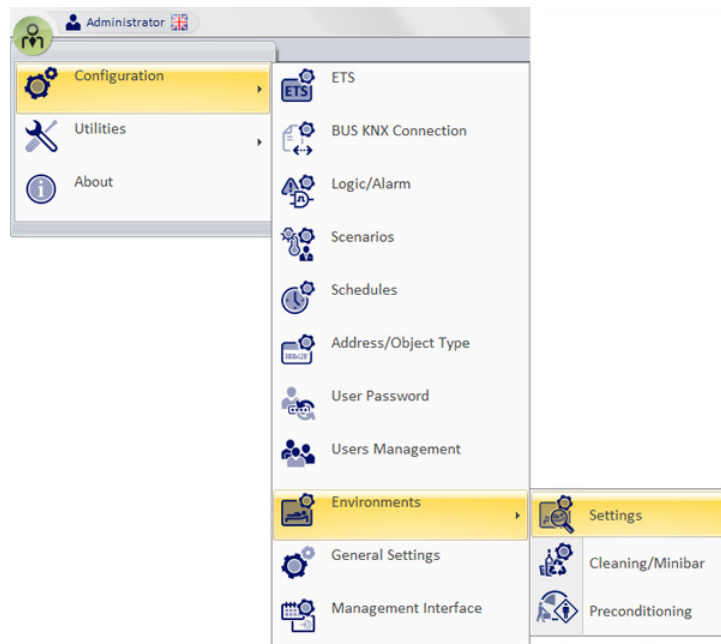 Administrator
Configuration
Utilities
About
ETS
ETS
BUS KNX Connection
Logic/Alarm
Scenarios
Schedules
Address/Object Type
User Password
Users Management
Environments
General Settings
Management Interface
Settings
Cleaning/Minibar
Preconditioning